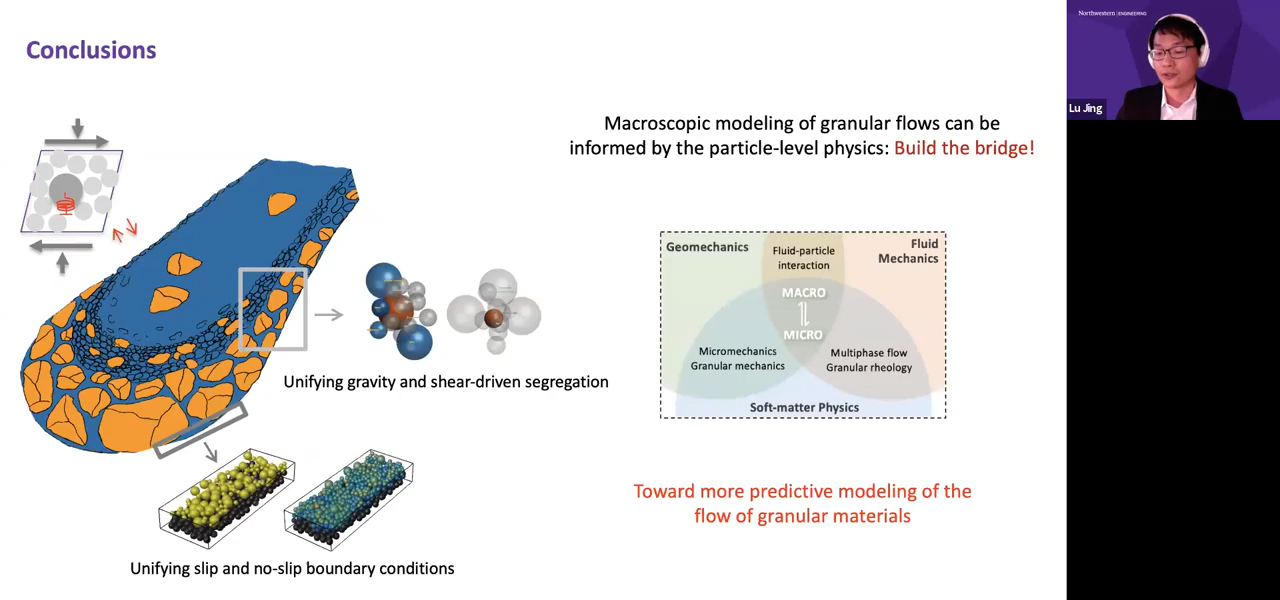 Conclusions
Macroscopic modeling of granular flows can be
informed by the particle-level physics: Build the bridge!
Geomechanics
Fluid-particle
interaction
Fluid
Mechanics
MACRO
MICRO
Micromechanics
Granular mechanics
Multiphase flow
Granular rheology
Soft-matter Physics
Unifying gravity and shear-driven segregation
Toward more predictive modeling of the
flow of granular materials
Unifying slip and no-slip boundary conditions
Northwestern | ENGINEERING
Lu Jing